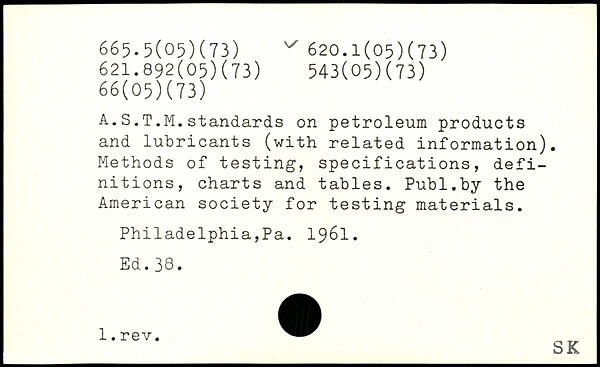 665.5(05)(73) ✓ 620.1(05)(73)
621.892(05)(73) 543(05)(73)
66(05)(73)
A.S.T.M.standards on petroleum products
and lubricants (with related information).
Methods of testing, specifications, defi-
nitions, charts and tables. Publ.by the
American society for testing materials.
Philadelphia,Pa. 1961.
Ed.38.
1.rev.
SK